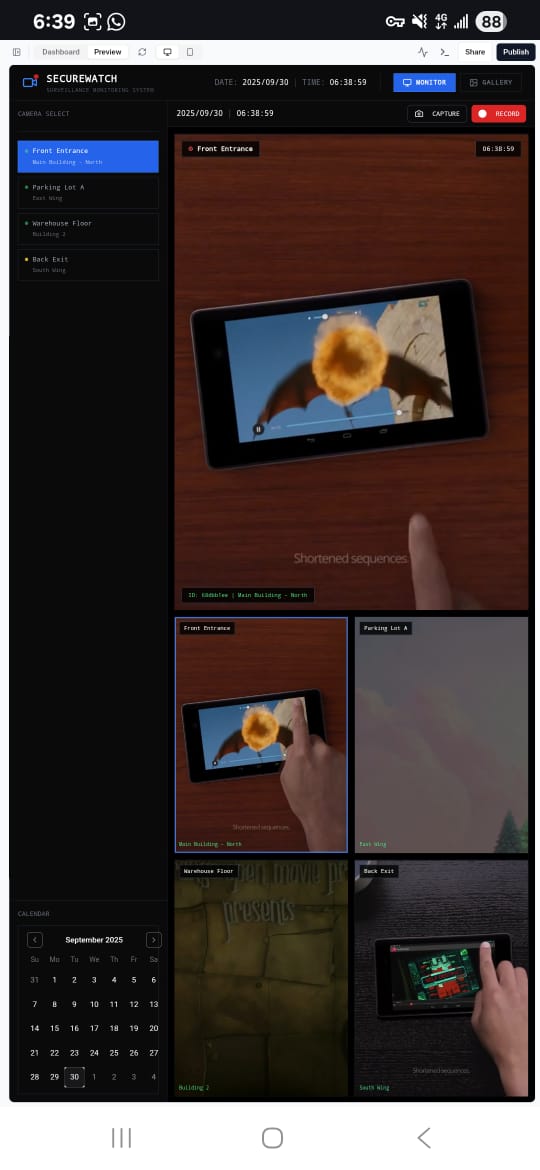 6:39
4G
88
Dashboard
Preview
Share
Publish
SECUREWATCH
SURVEILLANCE MONITORING SYSTEM
DATE: 2025/09/30 | TIME: 06:38:59
MONITOR
GALLERY
CAMERA SELECT
Front Entrance
Main Building - North
Parking Lot A
East Wing
Warehouse Floor
Building 2
Back Exit
South Wing
2025/09/30 | 06:38:59
CAPTURE
RECORD
Front Entrance
06:38:59
Shortened sequences.
ID: 68dbb1ee | Main Building - North
Front Entrance
Shortened sequences.
Main Building - North
Parking Lot A
East Wing
Warehouse Floor
open movie pr
presents
Building 2
Back Exit
Shortened sequences.
South Wing
CALENDAR
September 2025
Su Mo Tu We Th Fr Sa
31 1 2 3 4 5 6
7 8 9 10 11 12 13
14 15 16 17 18 19 20
21 22 23 24 25 26 27
28 29 30 1 2 3 4